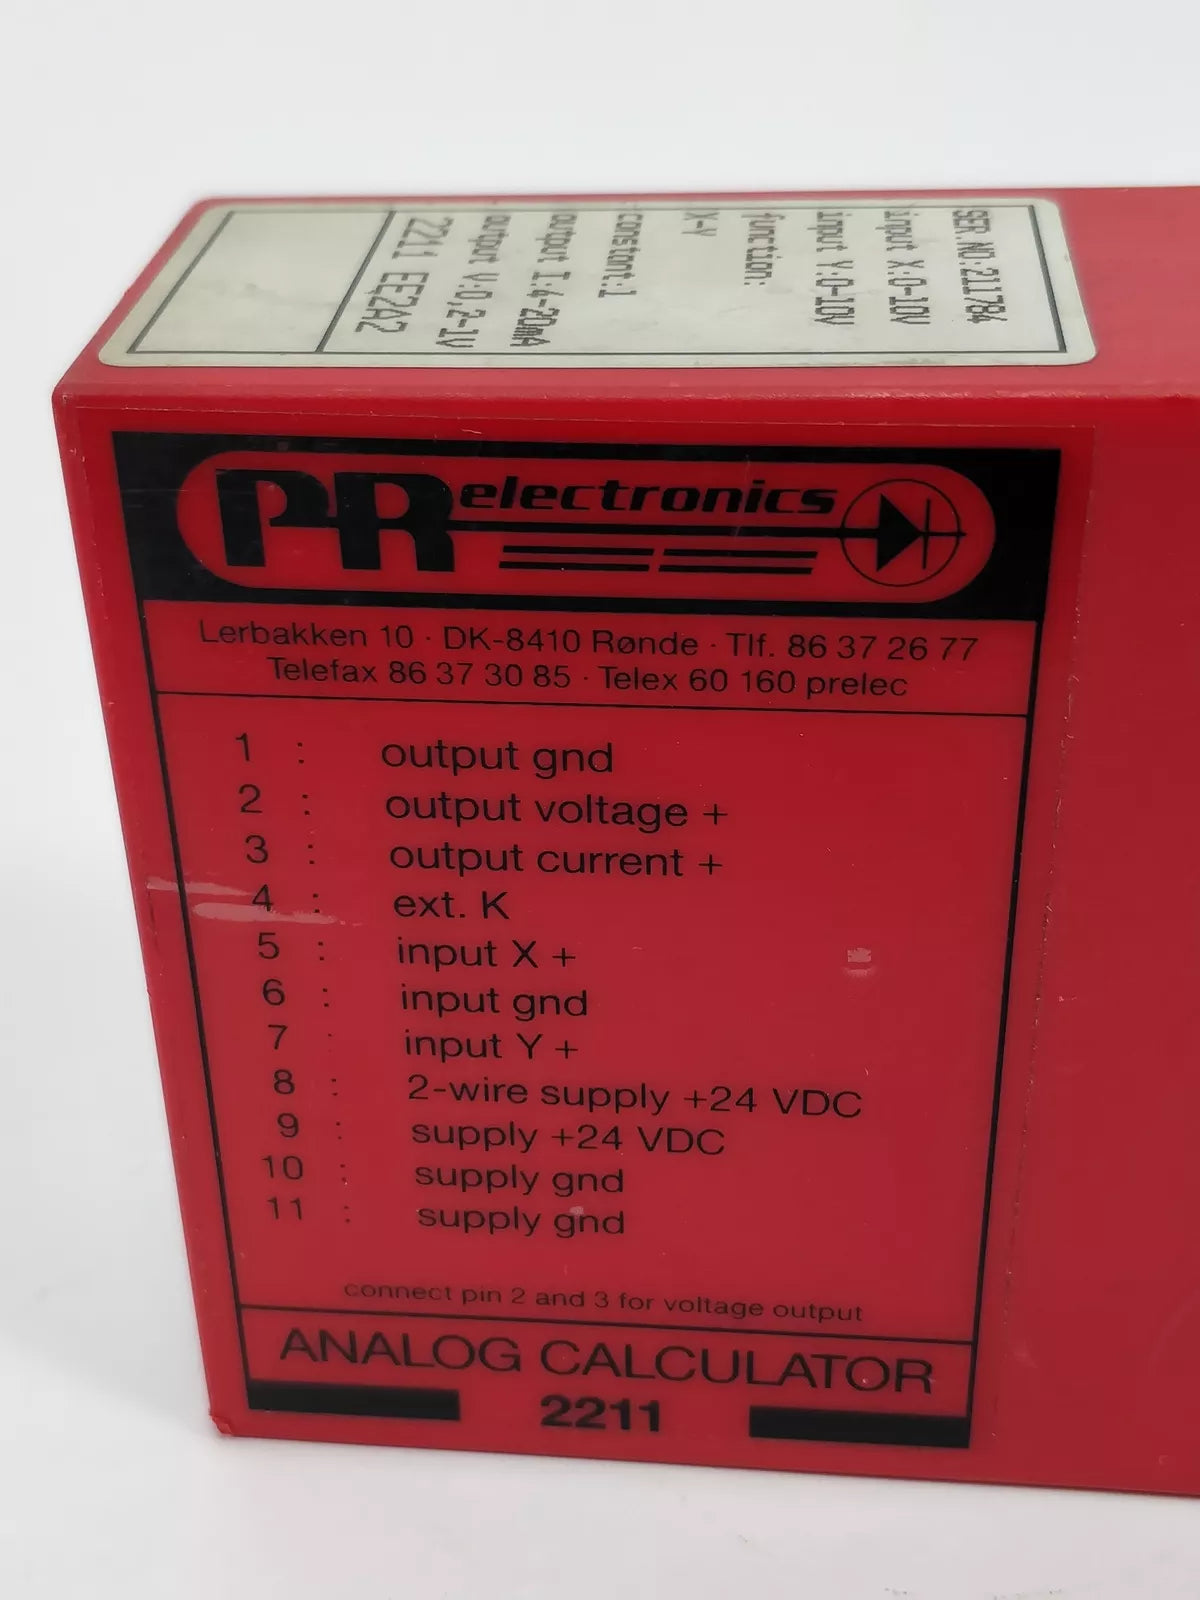 SER.NO:211784
input X:0-10V
input Y:0-10V
function:
X-Y
constant:1
output I:4-20mA
output V:0,2-1V
2211 EE2A2
PR electronics
Lerbakken 10 · DK-8410 Rønde · Tlf. 86 37 26 77
Telefax 86 37 30 85 · Telex 60 160 prelec
1 : output gnd
2 : output voltage +
3 : output current +
4 : ext. K
5 : input X +
6 : input gnd
7 : input Y +
8 : 2-wire supply +24 VDC
9 : supply +24 VDC
10 : supply gnd
11 : supply gnd
connect pin 2 and 3 for voltage output
ANALOG CALCULATOR
2211